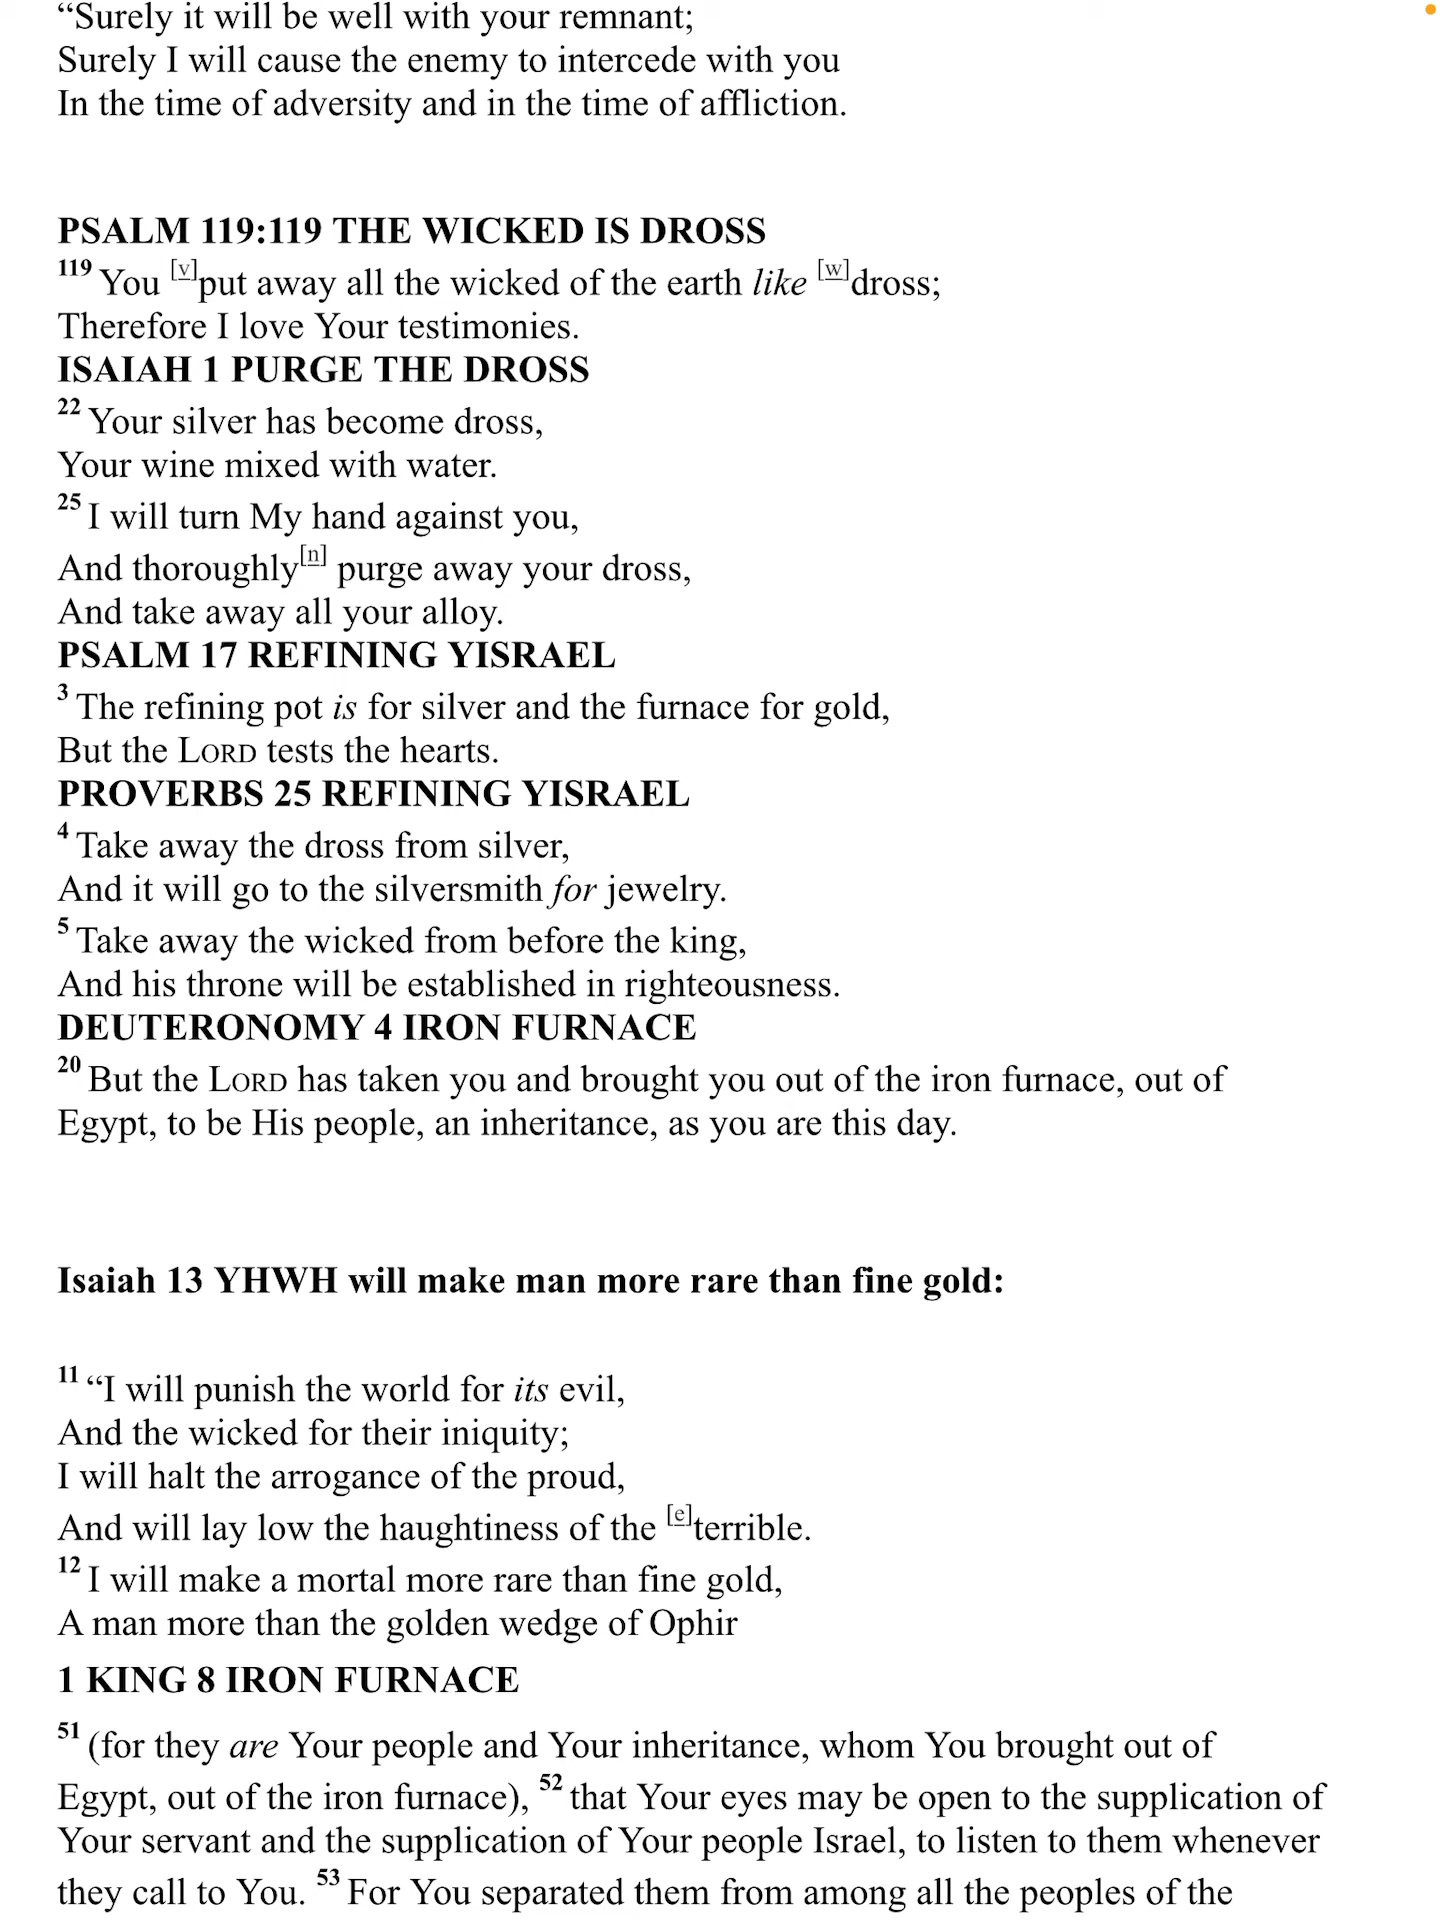 “Surely it will be well with your remnant;
Surely I will cause the enemy to intercede with you
In the time of adversity and in the time of affliction.
PSALM 119:119 THE WICKED IS DROSS
119 You [v]put away all the wicked of the earth like [w]dross;
Therefore I love Your testimonies.
ISAIAH 1 PURGE THE DROSS
22 Your silver has become dross,
Your wine mixed with water.
25 I will turn My hand against you,
And thoroughly[n] purge away your dross,
And take away all your alloy.
PSALM 17 REFINING YISRAEL
3 The refining pot is for silver and the furnace for gold,
But the LORD tests the hearts.
PROVERBS 25 REFINING YISRAEL
4 Take away the dross from silver,
And it will go to the silversmith for jewelry.
5 Take away the wicked from before the king,
And his throne will be established in righteousness.
DEUTERONOMY 4 IRON FURNACE
20 But the LORD has taken you and brought you out of the iron furnace, out of
Egypt, to be His people, an inheritance, as you are this day.
Isaiah 13 YHWH will make man more rare than fine gold:
11 “I will punish the world for its evil,
And the wicked for their iniquity;
I will halt the arrogance of the proud,
And will lay low the haughtiness of the [e]terrible.
12 I will make a mortal more rare than fine gold,
A man more than the golden wedge of Ophir
1 KING 8 IRON FURNACE
51 (for they are Your people and Your inheritance, whom You brought out of
Egypt, out of the iron furnace), 52 that Your eyes may be open to the supplication of
Your servant and the supplication of Your people Israel, to listen to them whenever
they call to You. 53 For You separated them from among all the peoples of the